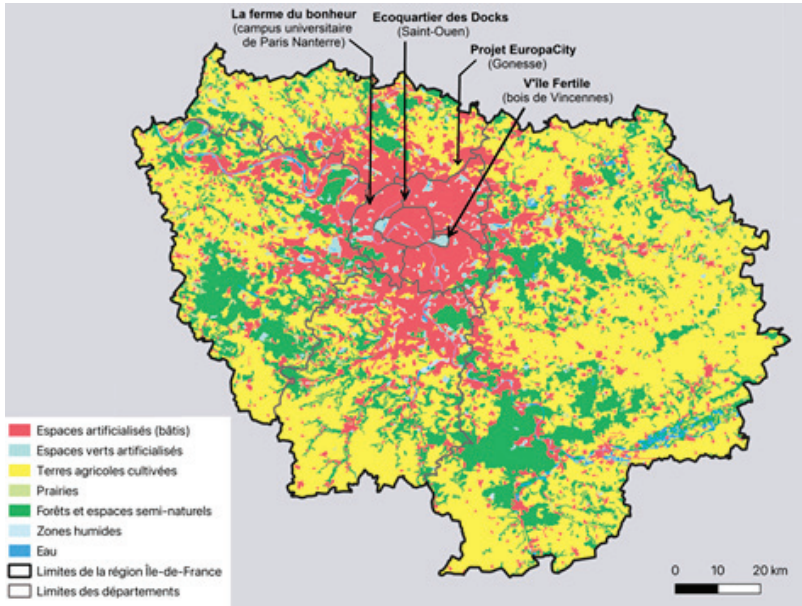 La ferme du bonheur
(campus universitaire
de Paris Nanterre)
Ecoquartier des Docks
(Saint-Ouen)
Projet EuropaCity
(Gonesse)
V'île Fertile
(bois de Vincennes)
Espaces artificialisés (bâtis)
Espaces verts artificialisés
Terres agricoles cultivées
Prairies
Forêts et espaces semi-naturels
Zones humides
Eau
Limites de la région Île-de-France
Limites des départements
0 10 20 km